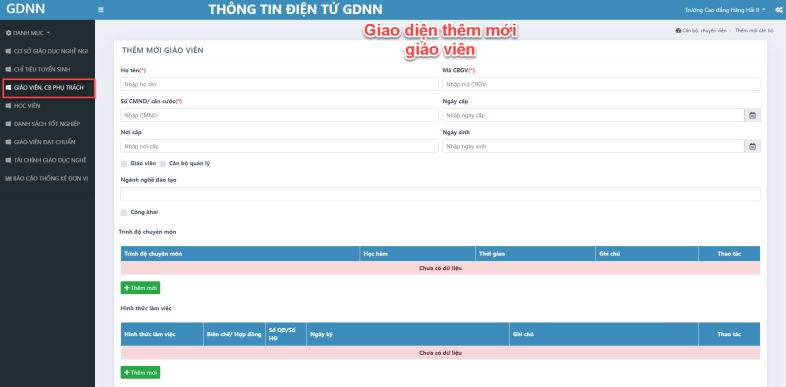 GDNN
THÔNG TIN ĐIỆN TỬ GDNN
Trường Cao đẳng Hàng Hải II
Giao diện thêm mới
giáo viên
Cán bộ, chuyên viên - Thêm mới cán bộ
DANH MỤC
CƠ SỞ GIÁO DỤC NGHỀ NGI
CHỈ TIÊU TUYỂN SINH
GIÁO VIÊN, CB PHỤ TRÁCH
HỌC VIÊN
DANH SÁCH TỐT NGHIỆP
GIÁO VIÊN ĐẠT CHUẨN
TÀI CHÍNH GIÁO DỤC NGHỀ
BÁO CÁO THỐNG KÊ ĐƠN VỊ
THÊM MỚI GIÁO VIÊN
Họ tên(*) Mã CBGV(*)
Nhập họ tên Nhập mã CBGV
Số CMND/ căn cước(*) Ngày cấp
Nhập CMND Nhập ngày cấp
Nơi cấp Ngày sinh
Nhập nơi cấp Nhập ngày sinh
Giáo viên Cán bộ quản lý
Ngành nghề đào tạo
Công khai
Trình độ chuyên môn
Trình độ chuyên môn Học hàm Thời gian Ghi chú Thao tác
Chưa có dữ liệu
+ Thêm mới
Hình thức làm việc
Hình thức làm việc Biên chế/ Hợp đồng Số QĐ/Số HĐ Ngày ký Ghi chú Thao tác
Chưa có dữ liệu
+ Thêm mới